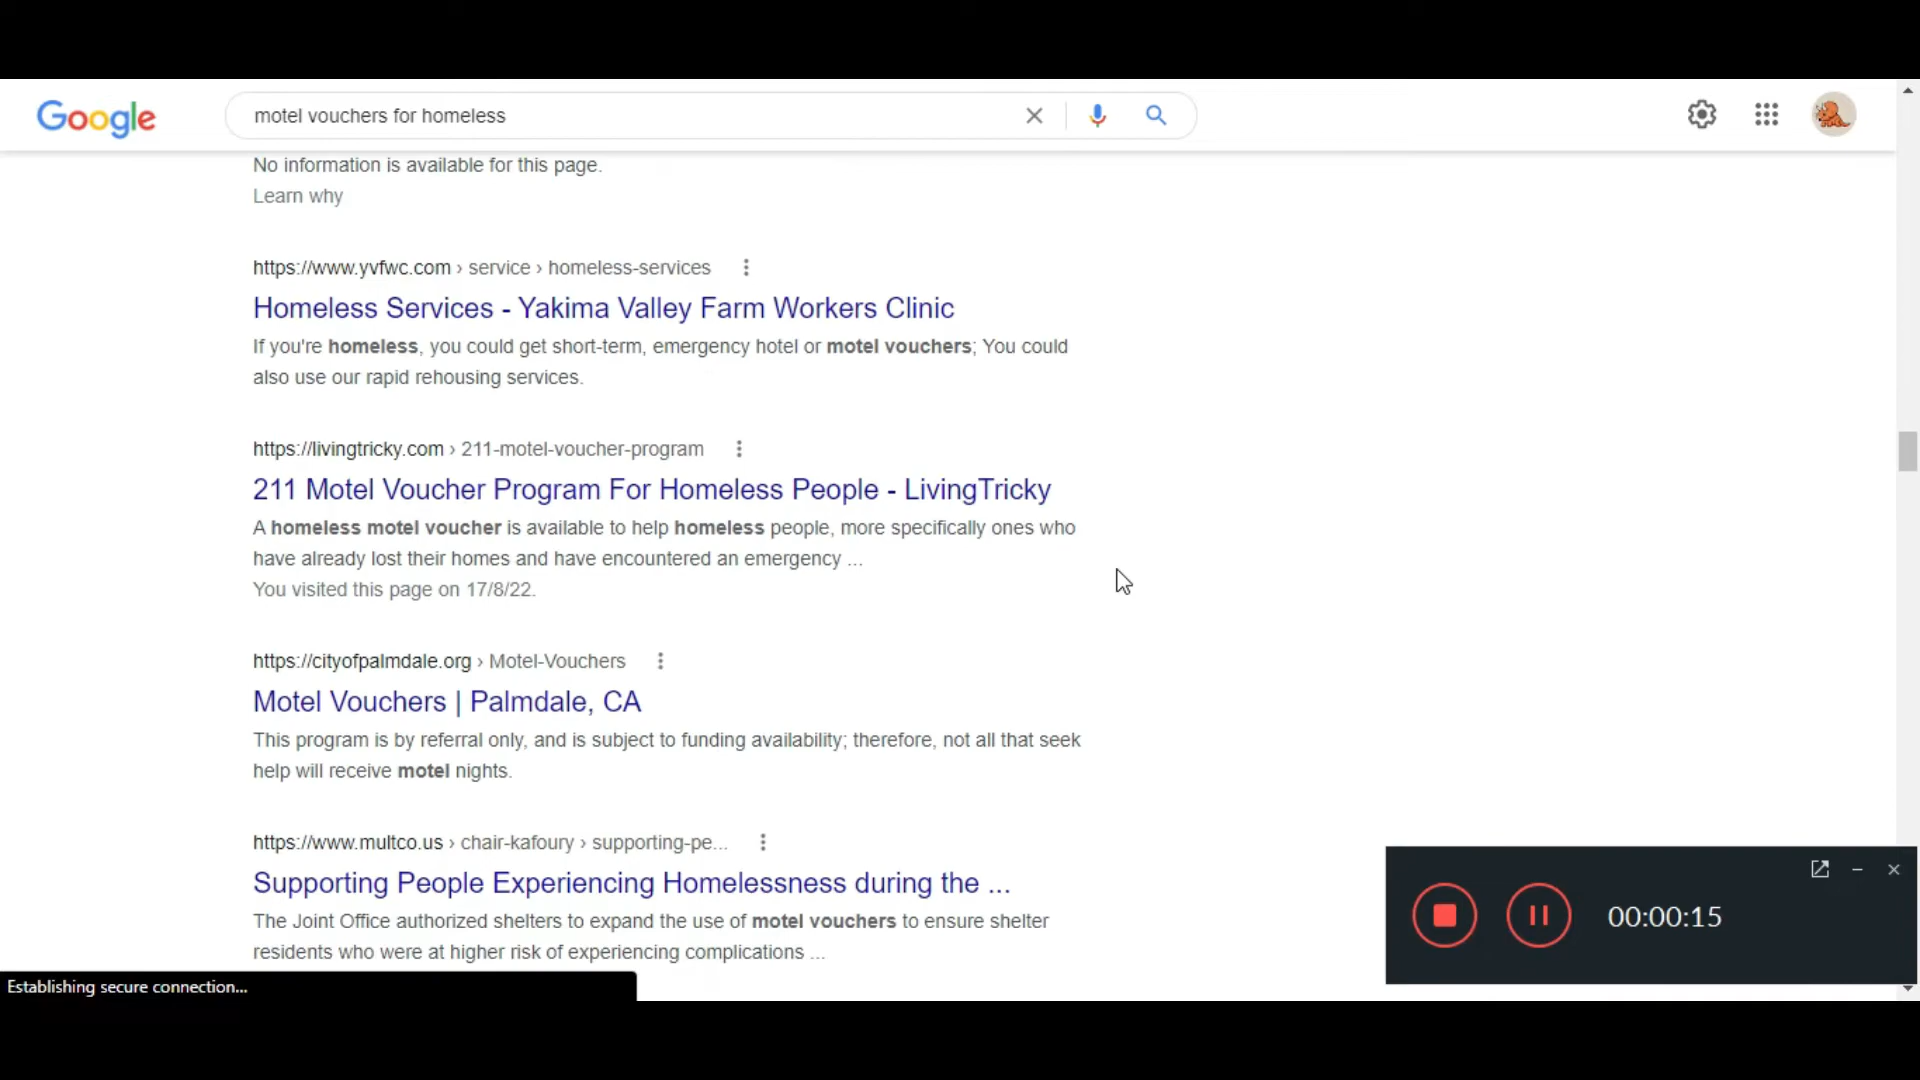 Google
motel vouchers for homeless
No information is available for this page.
Learn why
https://www.yvfwc.com › service › homeless-services
Homeless Services - Yakima Valley Farm Workers Clinic
If you're homeless, you could get short-term, emergency hotel or motel vouchers; You could
also use our rapid rehousing services.
https://livingtricky.com › 211-motel-voucher-program
211 Motel Voucher Program For Homeless People - LivingTricky
A homeless motel voucher is available to help homeless people, more specifically ones who
have already lost their homes and have encountered an emergency ...
You visited this page on 17/8/22.
https://cityofpalmdale.org › Motel-Vouchers
Motel Vouchers | Palmdale, CA
This program is by referral only, and is subject to funding availability; therefore, not all that seek
help will receive motel nights.
https://www.multco.us › chair-kafoury › supporting-pe...
Supporting People Experiencing Homelessness during the ...
The Joint Office authorized shelters to expand the use of motel vouchers to ensure shelter
residents who were at higher risk of experiencing complications ...
00:00:15
Establishing secure connection...